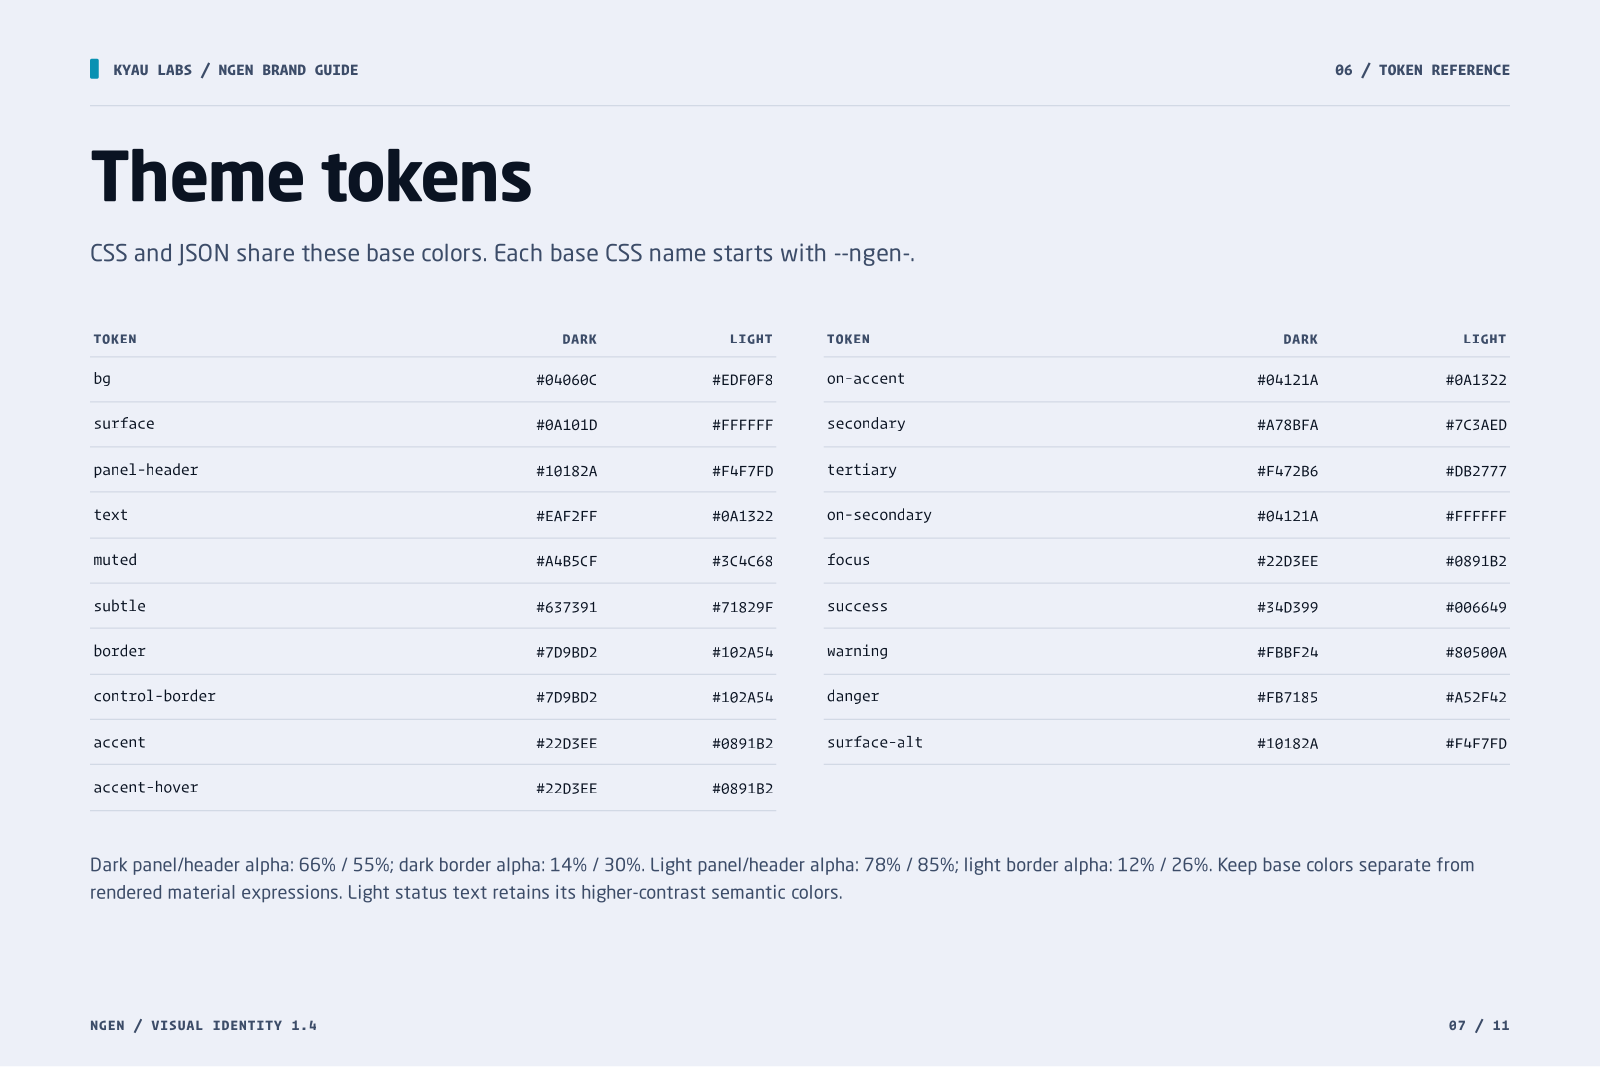 KYAU LABS / NGEN BRAND GUIDE
06 / TOKEN REFERENCE
Theme tokens
CSS and JSON share these base colors. Each base CSS name starts with --ngen-.
TOKEN DARK LIGHT
bg #04060C #EDF0F8
surface #0A101D #FFFFFF
panel-header #10182A #F4F7FD
text #EAF2FF #0A1322
muted #A4B5CF #3C4C68
subtle #637391 #71829F
border #7D9BD2 #102A54
control-border #7D9BD2 #102A54
accent #22D3EE #0891B2
accent-hover #22D3EE #0891B2
TOKEN DARK LIGHT
on-accent #04121A #0A1322
secondary #A78BFA #7C3AED
tertiary #F472B6 #DB2777
on-secondary #04121A #FFFFFF
focus #22D3EE #0891B2
success #34D399 #006649
warning #FBBF24 #80500A
danger #FB7185 #A52F42
surface-alt #10182A #F4F7FD
Dark panel/header alpha: 66% / 55%; dark border alpha: 14% / 30%. Light panel/header alpha: 78% / 85%; light border alpha: 12% / 26%. Keep base colors separate from
rendered material expressions. Light status text retains its higher-contrast semantic colors.
NGEN / VISUAL IDENTITY 1.4
07 / 11